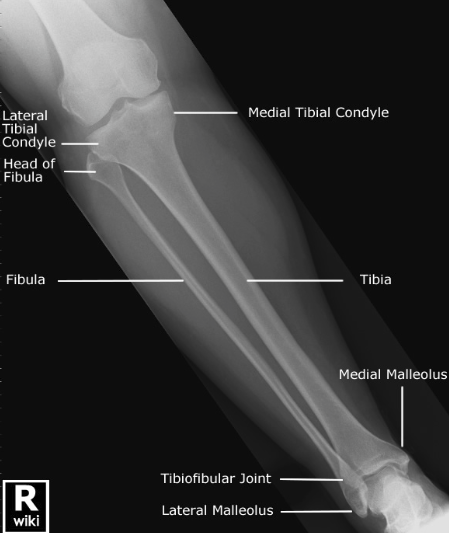 Lateral
Tibial
Condyle
Medial Tibial Condyle
Head of
Fibula
Fibula
Tibia
Medial Malleolus
Tibiofibular Joint
Lateral Malleolus
R
wiki